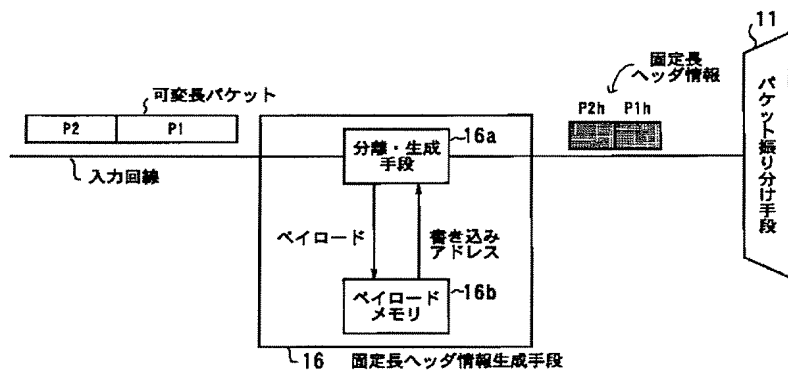 11
固定長
ヘッダ情報
可変長パケット
P2h
P1h
P2
P1
16a
分離・生成
手段
入力回線
パケット振り分け手段
ペイロード
書き込み
アドレス
ペイロード
メモリ
16b
16
固定長ヘッダ情報生成手段